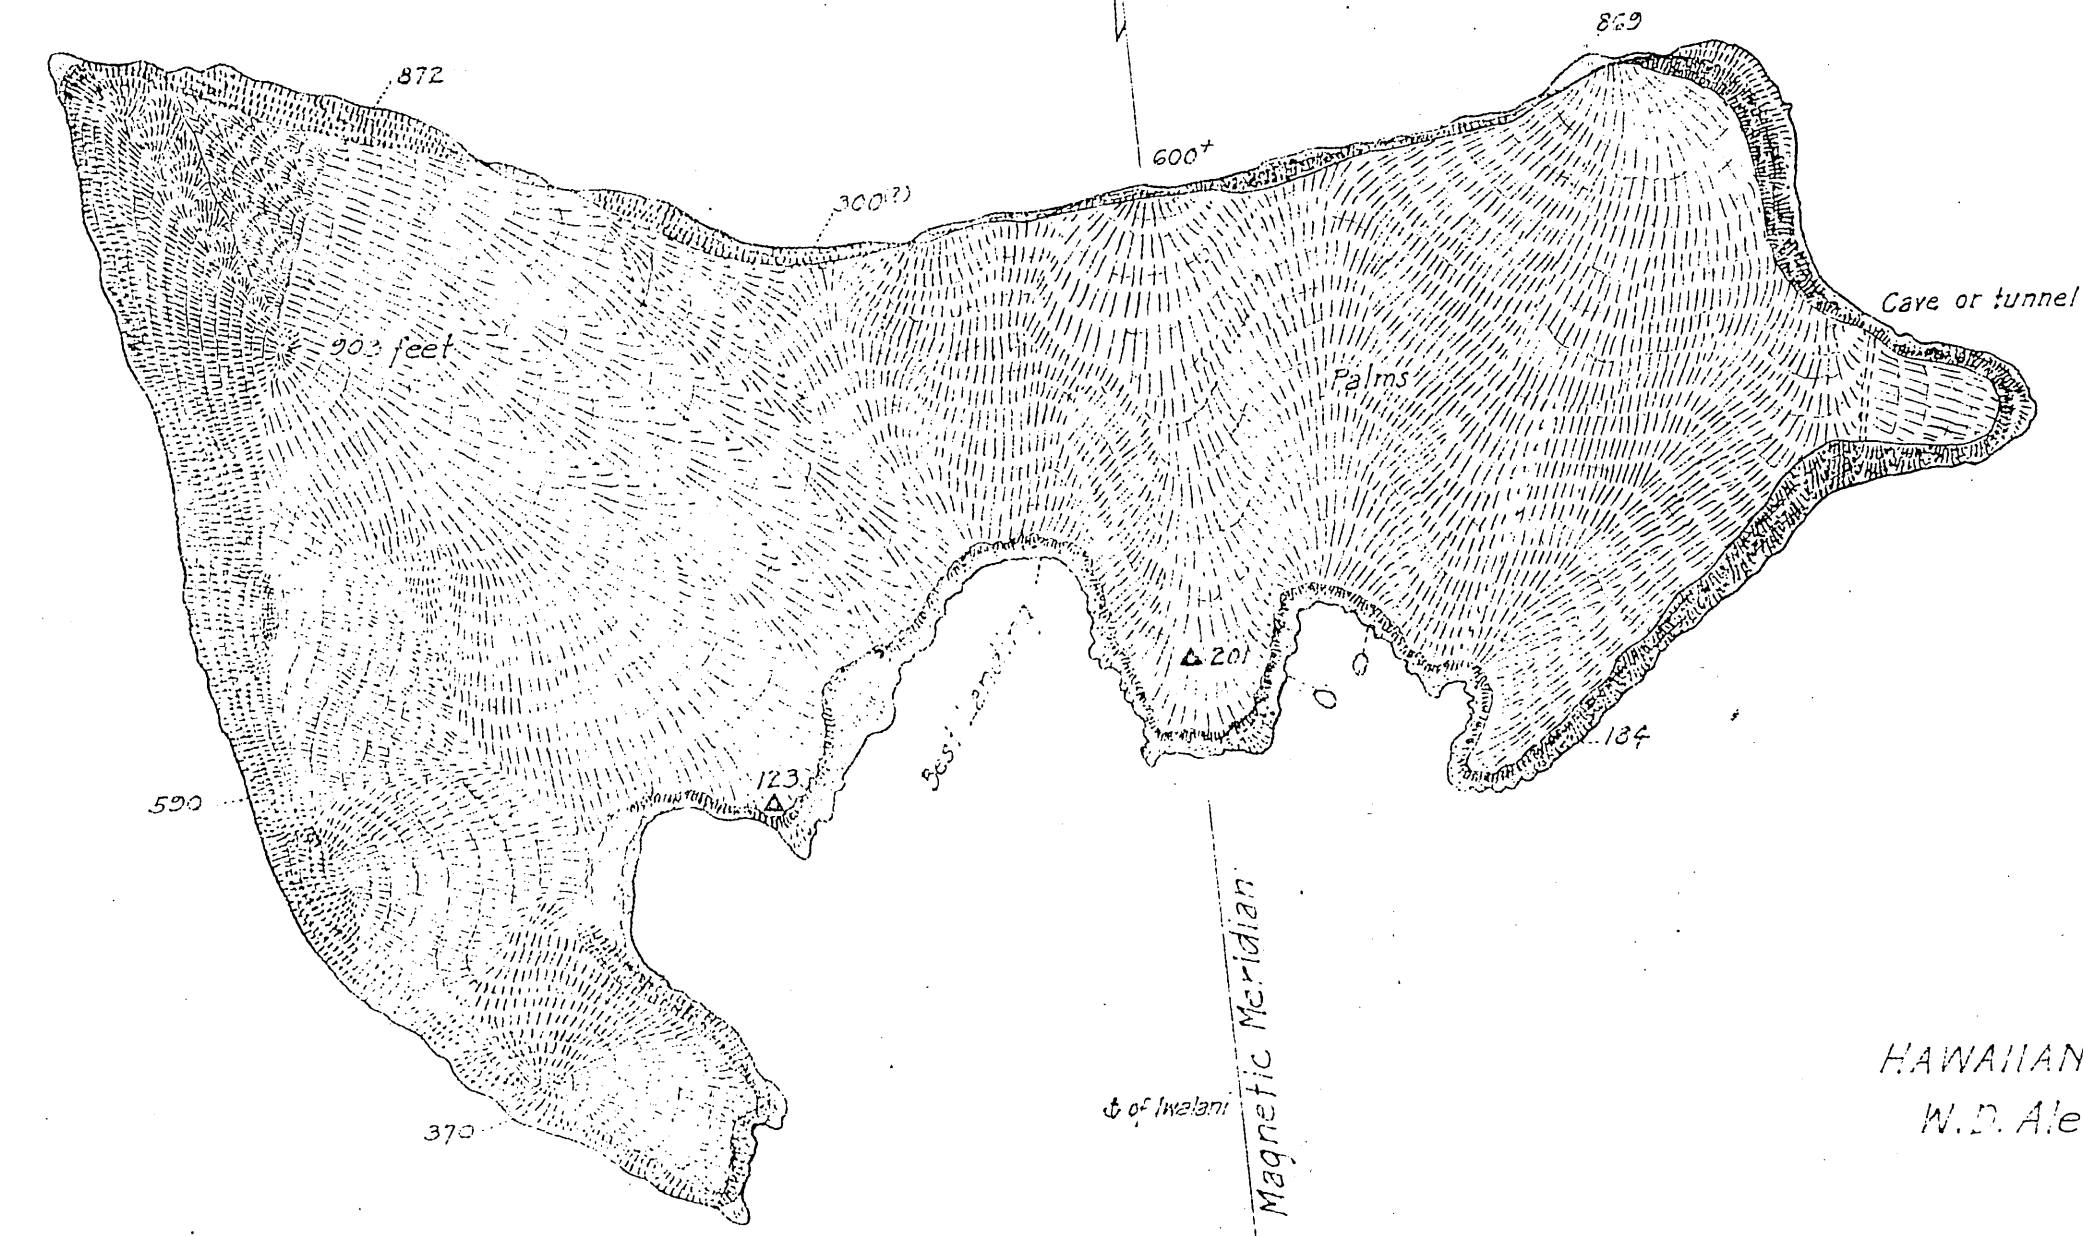 869
872
600+
300(?)
Cave or tunnel
903 feet
Palms
201
184
123
590
Magnetic Meridian
of Iwalani
370
HAWAIIAN
W.D. Ale